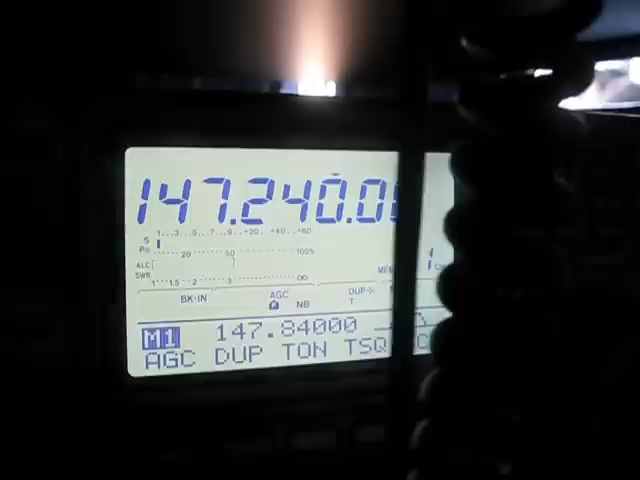 147.240.0
S 1...3...5...7...9...+20...+40...+60
Po 20 50 100%
ALC
SWR 1 1.5 2 3 ∞
1
BK-IN AGC F NB DUP+ T
M1 147.84000
AGC DUP TON TSQ